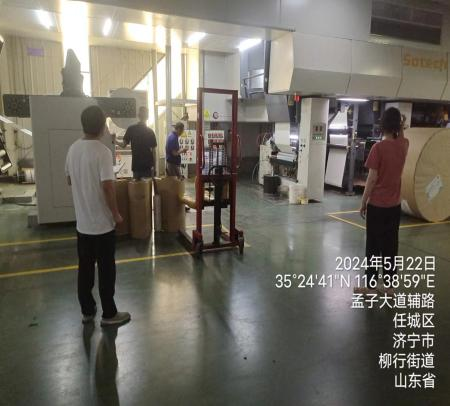 Sotech
2024年5月22日
35°24'41"N 116°38'59"E
孟子大道辅路
任城区
济宁市
柳行街道
山东省